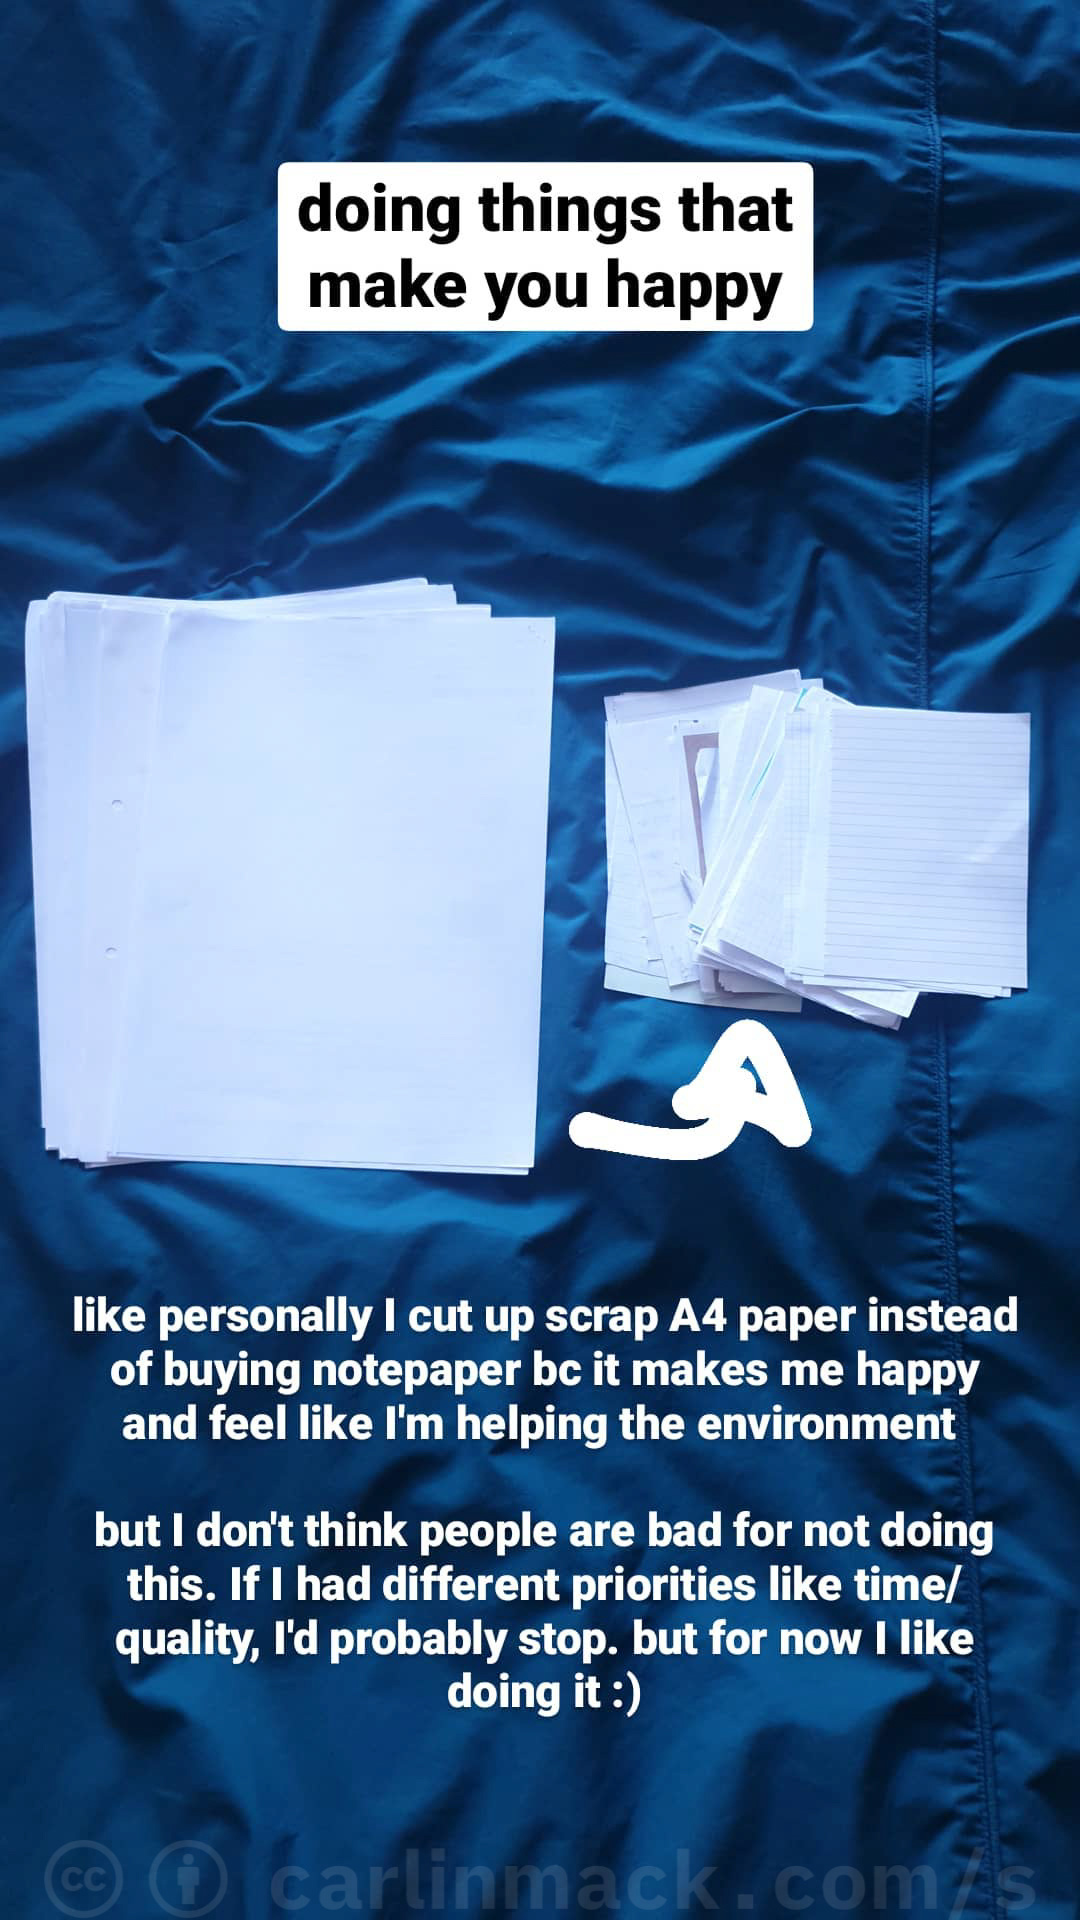 doing things that
make you happy
like personally I cut up scrap A4 paper instead
of buying notepaper bc it makes me happy
and feel like I'm helping the environment
but I don't think people are bad for not doing
this. If I had different priorities like time/
quality, I'd probably stop. but for now I like
doing it :)
cc carlinmack.com/s